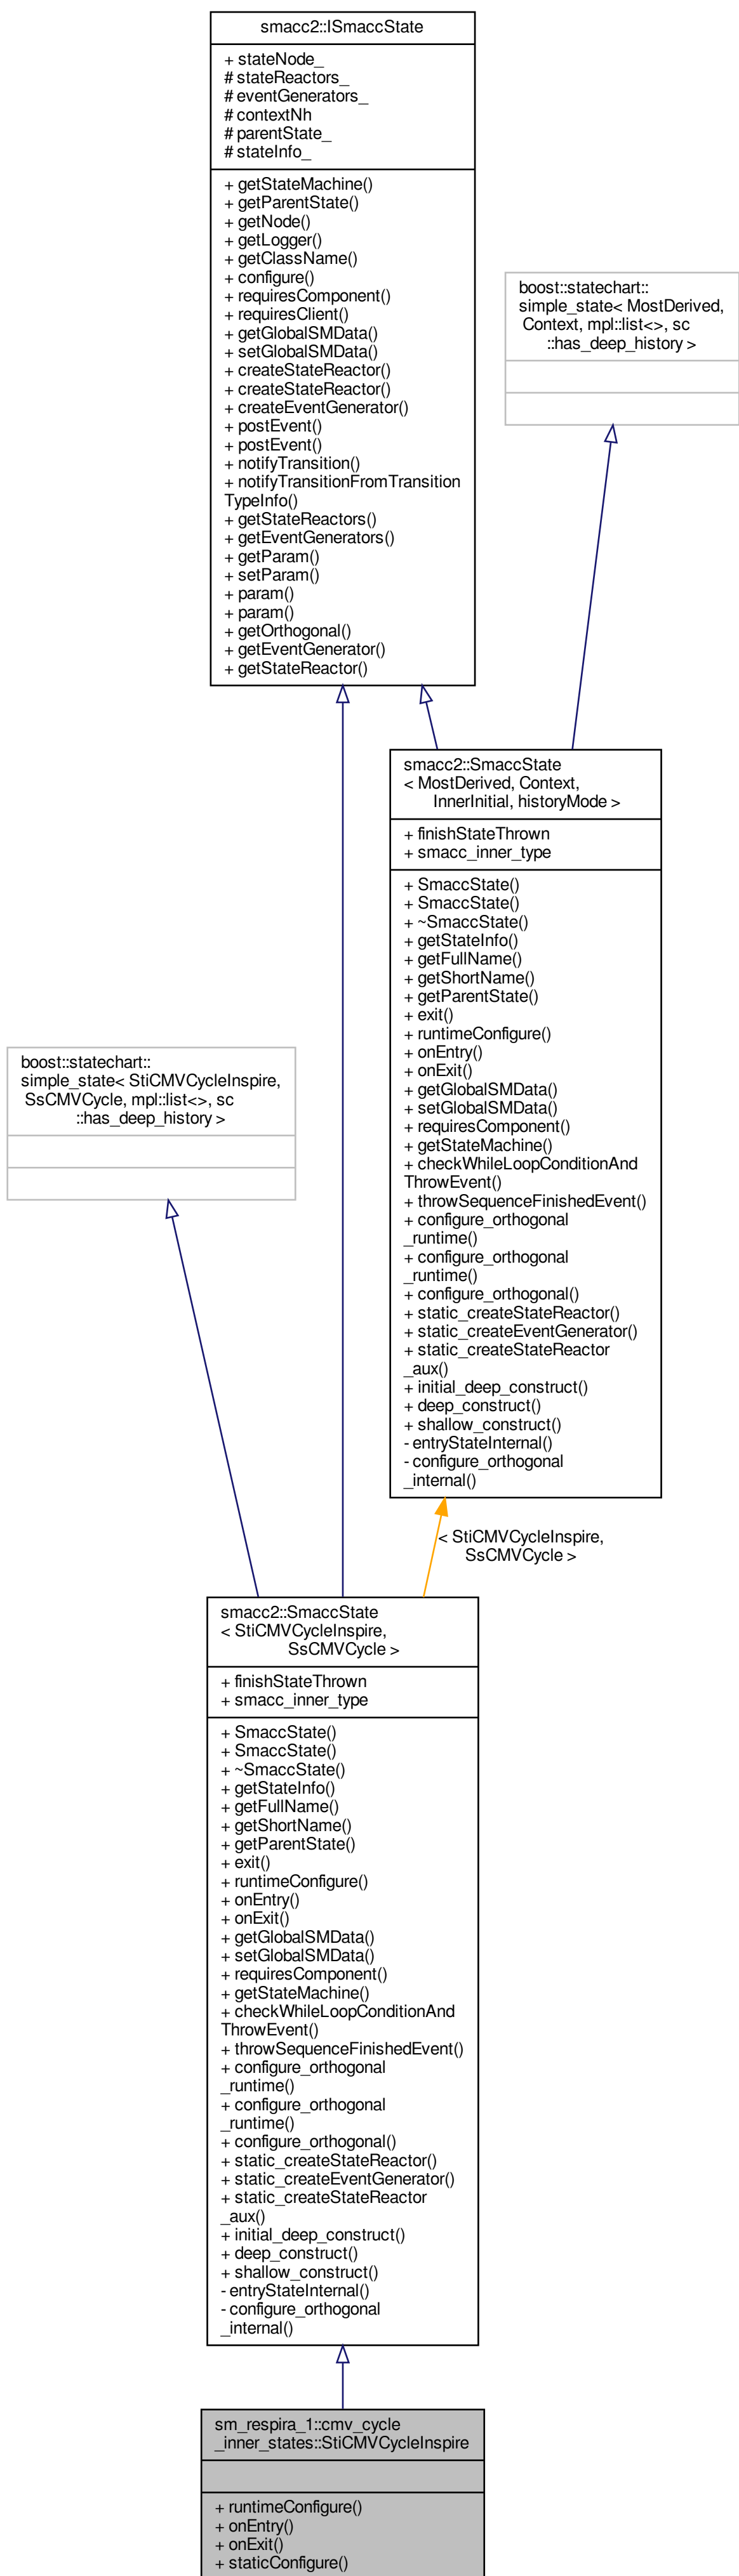 smacc2::ISmaccState
+ stateNode_
# stateReactors_
# eventGenerators_
# contextNh
# parentState_
# stateInfo_
+ getStateMachine()
+ getParentState()
+ getNode()
+ getLogger()
+ getClassName()
+ configure()
+ requiresComponent()
+ requiresClient()
+ getGlobalSMData()
+ setGlobalSMData()
+ createStateReactor()
+ createStateReactor()
+ createEventGenerator()
+ postEvent()
+ postEvent()
+ notifyTransition()
+ notifyTransitionFromTransition
TypeInfo()
+ getStateReactors()
+ getEventGenerators()
+ getParam()
+ setParam()
+ param()
+ param()
+ getOrthogonal()
+ getEventGenerator()
+ getStateReactor()
boost::statechart::
simple_state< MostDerived,
Context, mpl::list<>, sc
::has_deep_history >
smacc2::SmaccState
< MostDerived, Context,
InnerInitial, historyMode >
+ finishStateThrown
+ smacc_inner_type
+ SmaccState()
+ SmaccState()
+ ~SmaccState()
+ getStateInfo()
+ getFullName()
+ getShortName()
+ getParentState()
+ exit()
+ runtimeConfigure()
+ onEntry()
+ onExit()
+ getGlobalSMData()
+ setGlobalSMData()
+ requiresComponent()
+ getStateMachine()
+ checkWhileLoopConditionAnd
ThrowEvent()
+ throwSequenceFinishedEvent()
+ configure_orthogonal
_runtime()
+ configure_orthogonal
_runtime()
+ configure_orthogonal()
+ static_createStateReactor()
+ static_createEventGenerator()
+ static_createStateReactor
_aux()
+ initial_deep_construct()
+ deep_construct()
+ shallow_construct()
- entryStateInternal()
- configure_orthogonal
_internal()
boost::statechart::
simple_state< StiCMVCycleInspire,
SsCMVCycle, mpl::list<>, sc
::has_deep_history >
< StiCMVCycleInspire,
SsCMVCycle >
smacc2::SmaccState
< StiCMVCycleInspire,
SsCMVCycle >
+ finishStateThrown
+ smacc_inner_type
+ SmaccState()
+ SmaccState()
+ ~SmaccState()
+ getStateInfo()
+ getFullName()
+ getShortName()
+ getParentState()
+ exit()
+ runtimeConfigure()
+ onEntry()
+ onExit()
+ getGlobalSMData()
+ setGlobalSMData()
+ requiresComponent()
+ getStateMachine()
+ checkWhileLoopConditionAnd
ThrowEvent()
+ throwSequenceFinishedEvent()
+ configure_orthogonal
_runtime()
+ configure_orthogonal
_runtime()
+ configure_orthogonal()
+ static_createStateReactor()
+ static_createEventGenerator()
+ static_createStateReactor
_aux()
+ initial_deep_construct()
+ deep_construct()
+ shallow_construct()
- entryStateInternal()
- configure_orthogonal
_internal()
sm_respira_1::cmv_cycle
_inner_states::StiCMVCycleInspire
+ runtimeConfigure()
+ onEntry()
+ onExit()
+ staticConfigure()